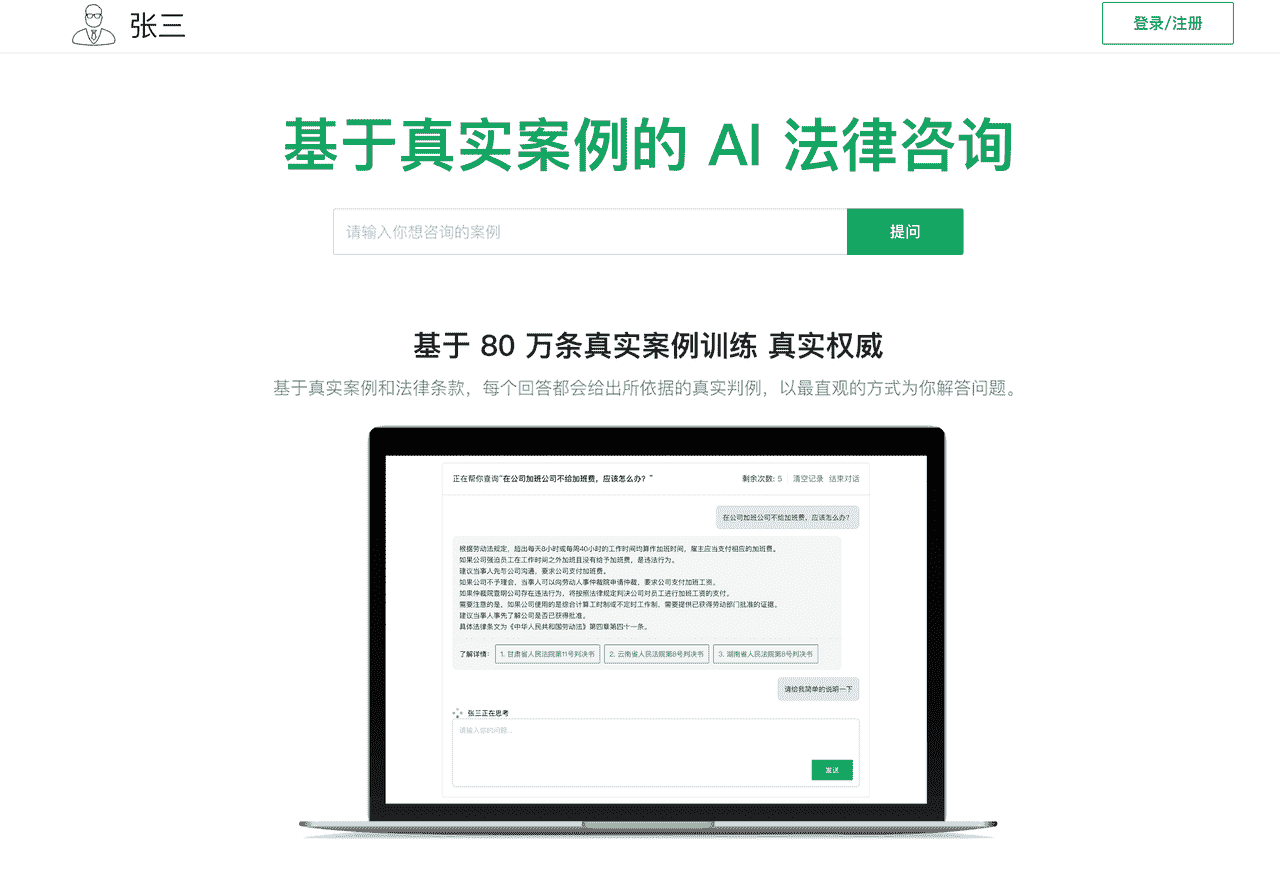 张三
登录/注册
基于真实案例的 AI 法律咨询
请输入你想咨询的案例
提问
基于 80 万条真实案例训练 真实权威
基于真实案例和法律条款，每个回答都会给出所依据的真实判例，以最直观的方式为你解答问题。
正在帮你查询“在公司加班公司不给加班费，应该怎么办？”
剩余次数: 5 清空记录 结束对话
在公司加班公司不给加班费，应该怎么办？
根据劳动法规定，超出每天8小时或每周40小时的工作时间均算作加班时间，雇主应当支付相应的加班费。
如果公司强迫员工在工作时间之外加班且没有给予加班费，是违法行为。
建议当事人先与公司沟通，要求公司支付加班费。
如果公司不予理会，当事人可以向劳动人事仲裁院申请仲裁，要求公司支付加班工资。
如果仲裁院查明公司存在违法行为，将按照法律规定判决公司对员工进行加班工资的支付。
需要注意的是，如果公司使用的是综合计算工时制或不定时工作制，需要提供已获得劳动部门批准的证据。
建议当事人事先了解公司是否已获得批准。
具体法律条文为《中华人民共和国劳动法》第四章第四十一条。
了解详情： 1. 甘肃省人民法院第11号判决书 2. 云南省人民法院第8号判决书 3. 湖南省人民法院第8号判决书
请给我简单的说明一下
张三正在思考
请输入你的问题...
发送